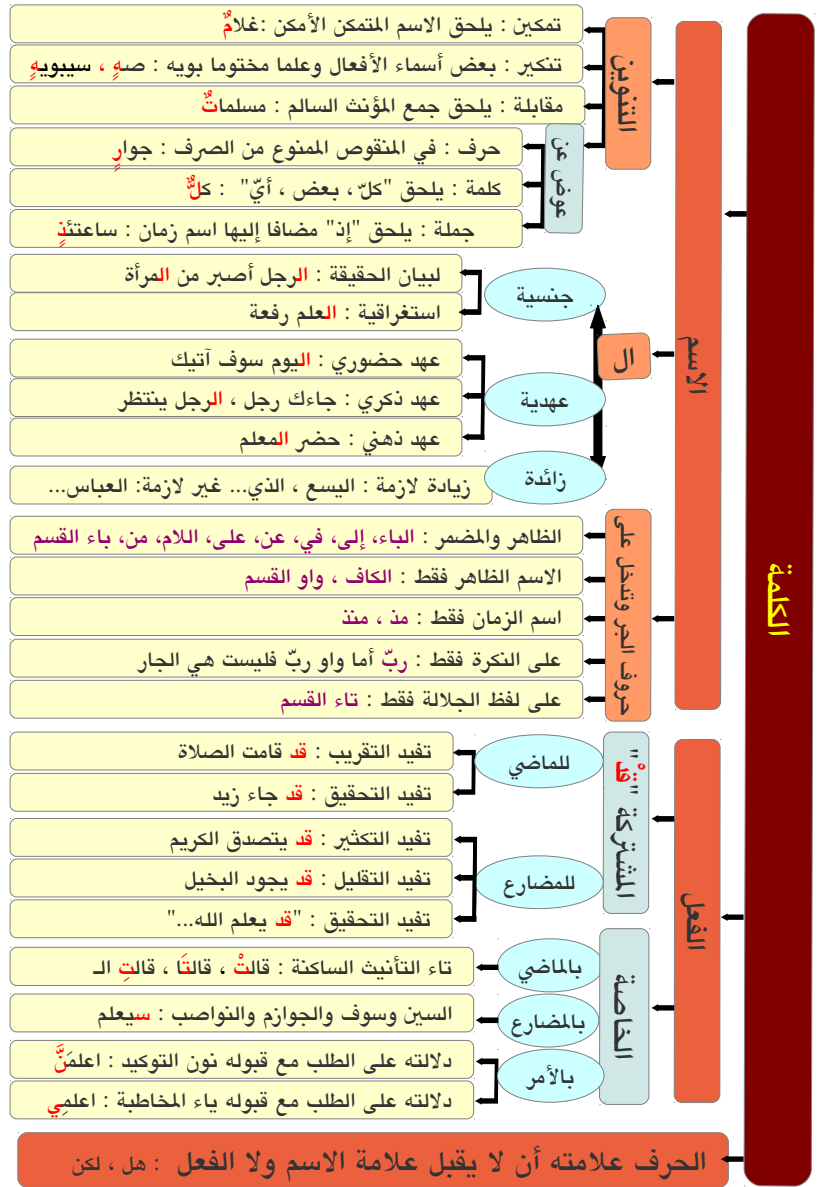 الكلمة
الاسم
التنوين
تمكين : يلحق الاسم المتمكن الأمكن :غلامٌ
تنكير : بعض أسماء الأفعال وعلما مختوما بويه : صهٍ ، سيبويهٍ
مقابلة : يلحق جمع المؤنث السالم : مسلماتٌ
عوض عن
حرف : في المنقوص الممنوع من الصرف : جوارٍ
كلمة : يلحق "كلّ ، بعض ، أيّ" : كلٌّ
جملة : يلحق "إذ" مضافا إليها اسم زمان : ساعتئذٍ
ال
جنسية
لبيان الحقيقة : الرجل أصبر من المرأة
استغراقية : العلم رفعة
عهدية
عهد حضوري : اليوم سوف آتيك
عهد ذكري : جاءك رجل ، الرجل ينتظر
عهد ذهني : حضر المعلم
زائدة
زيادة لازمة : اليسع ، الذي... غير لازمة: العباس...
حروف الجر وتدخل على
الظاهر والمضمر : الباء، إلى، في، عن، على، اللام، من، باء القسم
الاسم الظاهر فقط : الكاف ، واو القسم
اسم الزمان فقط : مذ ، منذ
على النكرة فقط : ربّ أما واو ربّ فليست هي الجار
على لفظ الجلالة فقط : تاء القسم
الفعل
المشتركة "قدْ"
للماضي
تفيد التقريب : قد قامت الصلاة
تفيد التحقيق : قد جاء زيد
للمضارع
تفيد التكثير : قد يتصدق الكريم
تفيد التقليل : قد يجود البخيل
تفيد التحقيق : "قد يعلم الله..."
الخاصة
بالماضي
تاء التأنيث الساكنة : قالتْ ، قالتَا ، قالتِ الـ
بالمضارع
السين وسوف والجوازم والنواصب : سيعلم
بالأمر
دلالته على الطلب مع قبوله نون التوكيد : اعلمَنَّ
دلالته على الطلب مع قبوله ياء المخاطبة : اعلمِي
الحرف علامته أن لا يقبل علامة الاسم ولا الفعل : هل ، لكن